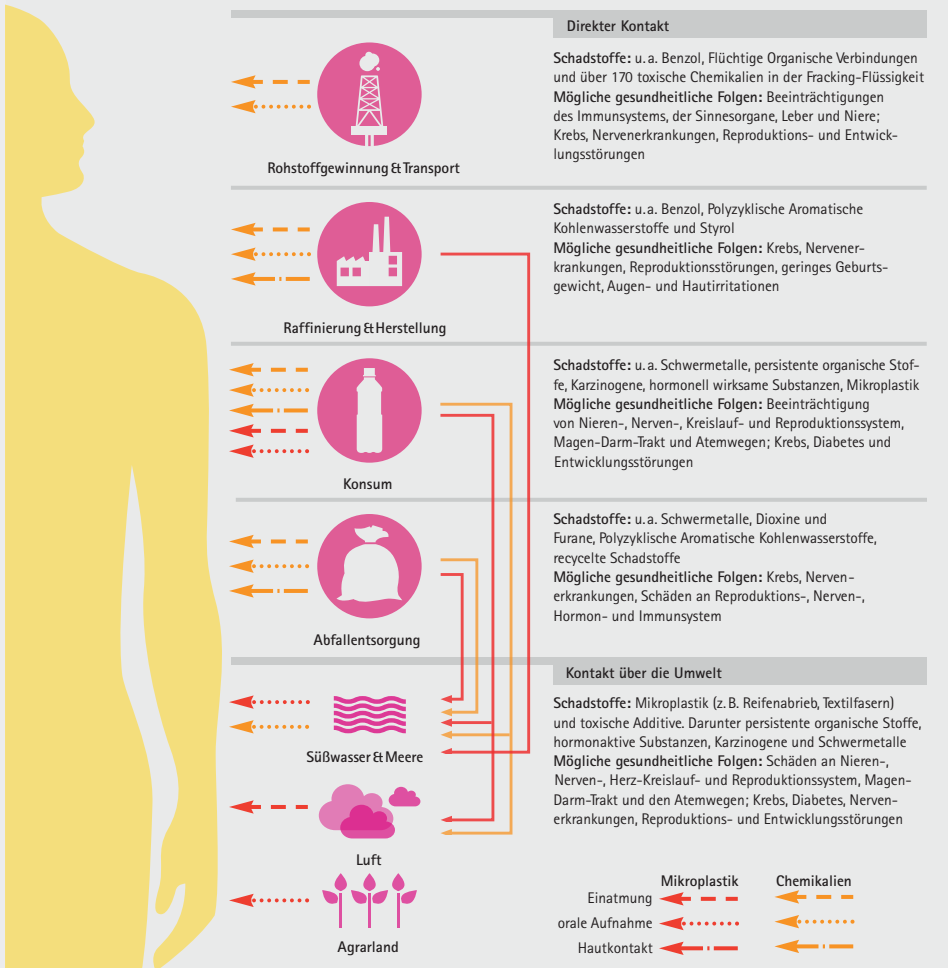 Direkter Kontakt
Schadstoffe: u. a. Benzol, Flüchtige Organische Verbindungen
und über 170 toxische Chemikalien in der Fracking-Flüssigkeit
Mögliche gesundheitliche Folgen: Beeinträchtigungen
des Immunsystems, der Sinnesorgane, Leber und Niere;
Krebs, Nervenerkrankungen, Reproduktions- und Entwick-
lungsstörungen
Rohstoffgewinnung & Transport
Schadstoffe: u. a. Benzol, Polyzyklische Aromatische
Kohlenwasserstoffe und Styrol
Mögliche gesundheitliche Folgen: Krebs, Nervener-
krankungen, Reproduktionsstörungen, geringes Geburts-
gewicht, Augen- und Hautirritationen
Raffinierung & Herstellung
Schadstoffe: u. a. Schwermetalle, persistente organische Stof-
fe, Karzinogene, hormonell wirksame Substanzen, Mikroplastik
Mögliche gesundheitliche Folgen: Beeinträchtigung
von Nieren-, Nerven-, Kreislauf- und Reproduktionssystem,
Magen-Darm-Trakt und Atemwegen; Krebs, Diabetes und
Entwicklungsstörungen
Konsum
Schadstoffe: u. a. Schwermetalle, Dioxine und
Furane, Polyzyklische Aromatische Kohlenwasserstoffe,
recycelte Schadstoffe
Mögliche gesundheitliche Folgen: Krebs, Nerven-
erkrankungen, Schäden an Reproduktions-, Nerven-,
Hormon- und Immunsystem
Abfallentsorgung
Kontakt über die Umwelt
Schadstoffe: Mikroplastik (z. B. Reifenabrieb, Textilfasern)
und toxische Additive. Darunter persistente organische Stoffe,
hormonaktive Substanzen, Karzinogene und Schwermetalle
Mögliche gesundheitliche Folgen: Schäden an Nieren-,
Nerven-, Herz-Kreislauf- und Reproduktionssystem, Magen-
Darm-Trakt und den Atemwegen; Krebs, Diabetes, Nerven-
erkrankungen, Reproduktions- und Entwicklungsstörungen
Süßwasser & Meere
Luft
Agrarland
Mikroplastik Chemikalien
Einatmung
orale Aufnahme
Hautkontakt